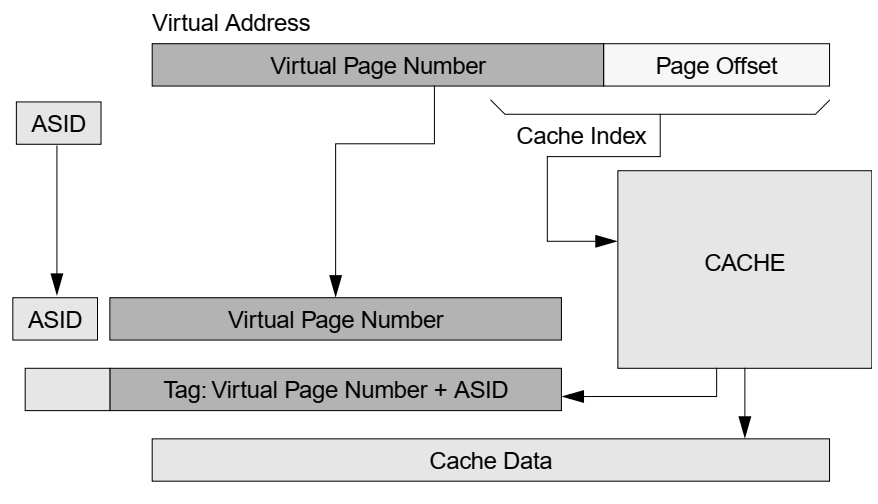 Virtual Address
Virtual Page Number
Page Offset
ASID
Cache Index
CACHE
ASID
Virtual Page Number
Tag: Virtual Page Number + ASID
Cache Data